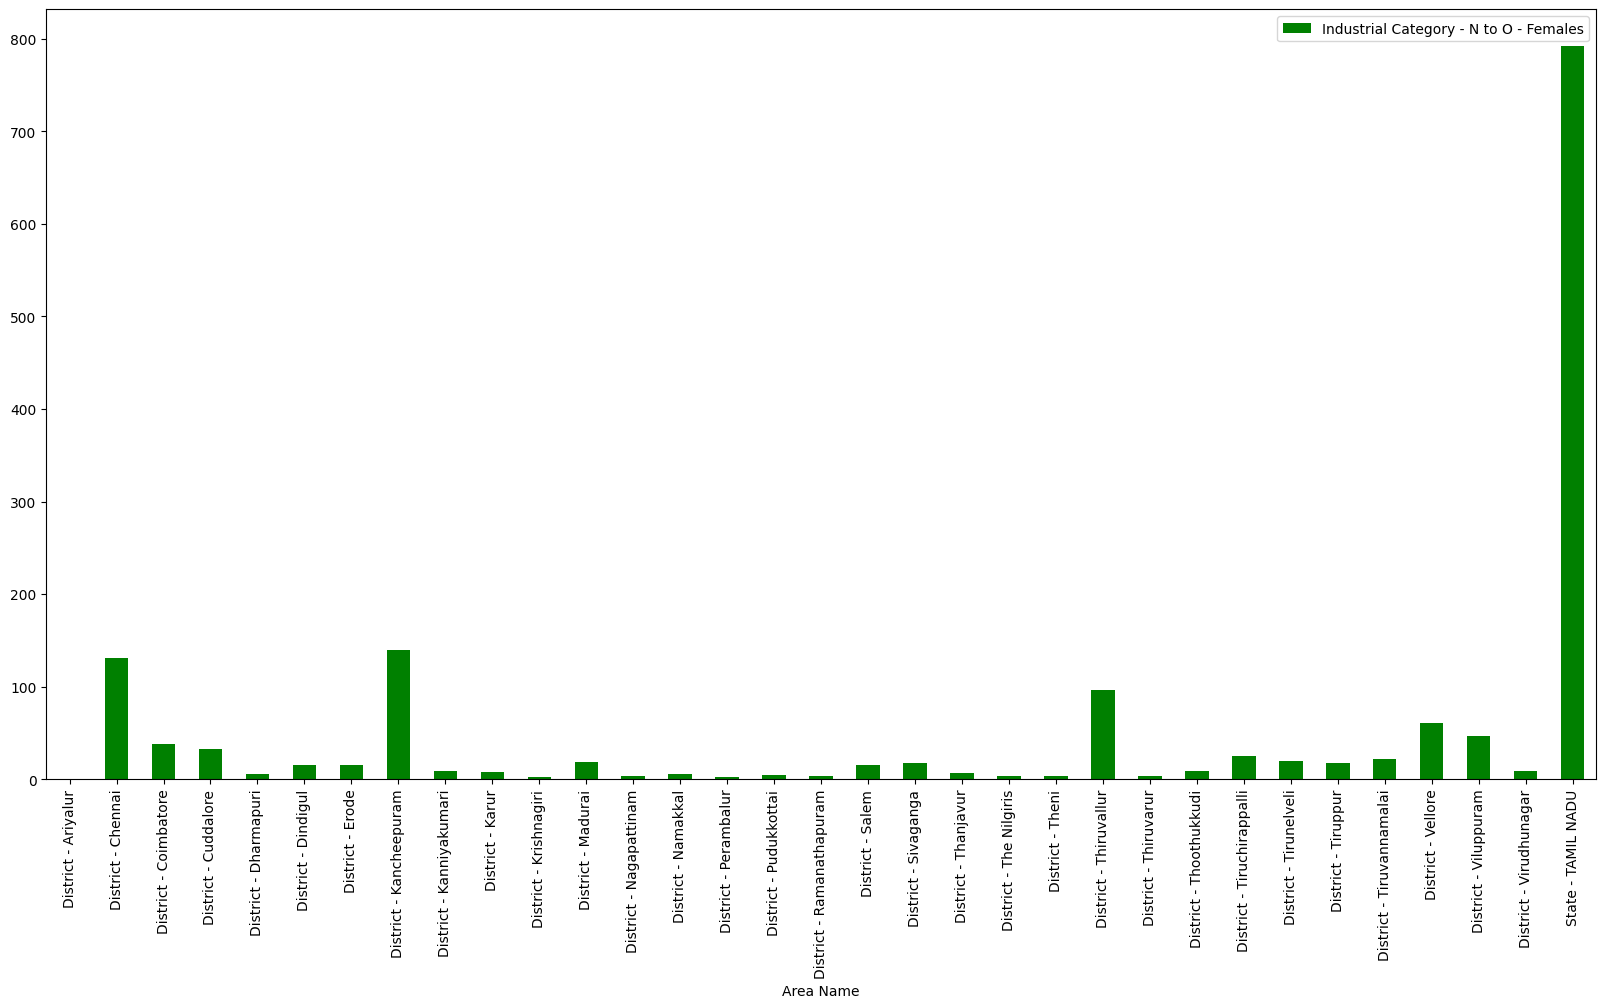 Industrial Category - N to O - Females
800
700
600
500
400
300
200
100
0
District - Ariyalur
District - Chennai
District - Coimbatore
District - Cuddalore
District - Dharmapuri
District - Dindigul
District - Erode
District - Kancheepuram
District - Kanniyakumari
District - Karur
District - Krishnagiri
District - Madurai
District - Nagapattinam
District - Namakkal
District - Perambalur
District - Pudukkottai
District - Ramanathapuram
District - Salem
District - Sivaganga
District - Thanjavur
District - The Nilgiris
District - Theni
District - Thiruvallur
District - Thiruvarur
District - Thoothukkudi
District - Tiruchirappalli
District - Tirunelveli
District - Tiruppur
District - Tiruvannamalai
District - Vellore
District - Viluppuram
District - Virudhunagar
State - TAMIL NADU
Area Name